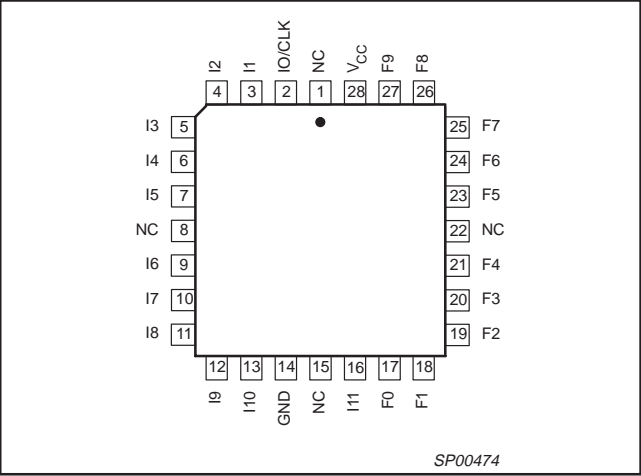 I2 I1 IO/CLK NC VCC F9 F8
4 3 2 1 28 27 26
I3 5 25 F7
I4 6 24 F6
I5 7 23 F5
NC 8 22 NC
I6 9 21 F4
I7 10 20 F3
I8 11 19 F2
12 13 14 15 16 17 18
I9 I10 GND NC I11 F0 F1
SP00474